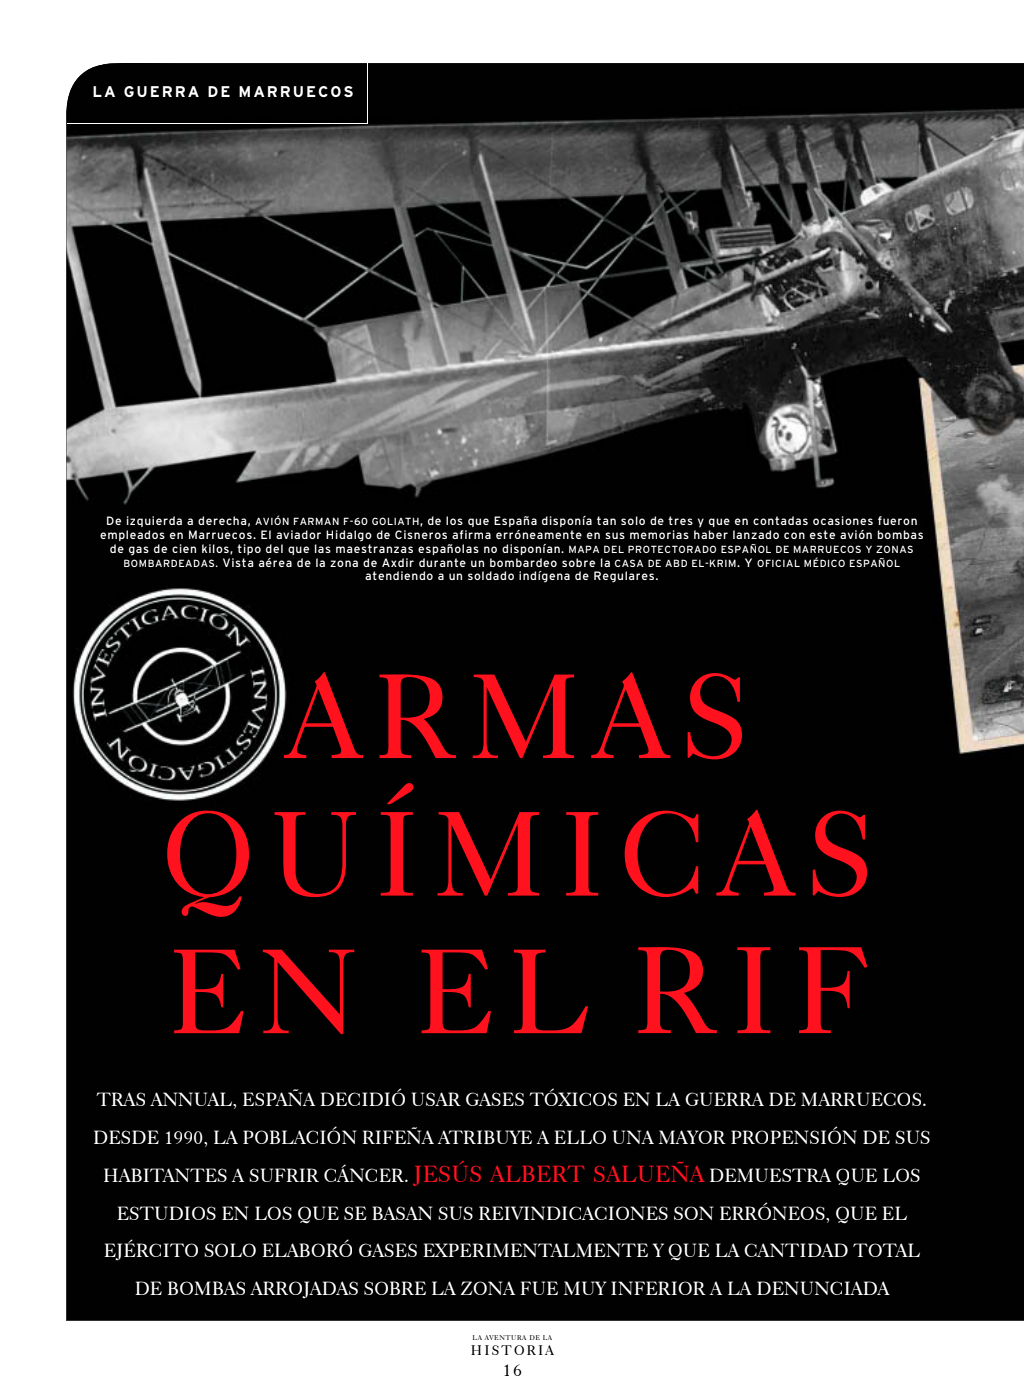 LA GUERRA DE MARRUECOS
De izquierda a derecha, AVIÓN FARMAN F-60 GOLIATH, de los que España disponía tan solo de tres y que en contadas ocasiones fueron
empleados en Marruecos. El aviador Hidalgo de Cisneros afirma erróneamente en sus memorias haber lanzado con este avión bombas
de gas de cien kilos, tipo del que las maestranzas españolas no disponían. MAPA DEL PROTECTORADO ESPAÑOL DE MARRUECOS Y ZONAS
BOMBARDEADAS. Vista aérea de la zona de Axdir durante un bombardeo sobre la CASA DE ABD EL-KRIM. Y OFICIAL MÉDICO ESPAÑOL
atendiendo a un soldado indígena de Regulares.
INVESTIGACIÓN INVESTIGACIÓN
ARMAS
QUÍMICAS
EN EL RIF
TRAS ANNUAL, ESPAÑA DECIDIÓ USAR GASES TÓXICOS EN LA GUERRA DE MARRUECOS.
DESDE 1990, LA POBLACIÓN RIFEÑA ATRIBUYE A ELLO UNA MAYOR PROPENSIÓN DE SUS
HABITANTES A SUFRIR CÁNCER. JESÚS ALBERT SALUEÑA DEMUESTRA QUE LOS
ESTUDIOS EN LOS QUE SE BASAN SUS REIVINDICACIONES SON ERRÓNEOS, QUE EL
EJÉRCITO SOLO ELABORÓ GASES EXPERIMENTALMENTE Y QUE LA CANTIDAD TOTAL
DE BOMBAS ARROJADAS SOBRE LA ZONA FUE MUY INFERIOR A LA DENUNCIADA
LA AVENTURA DE LA
HISTORIA
16